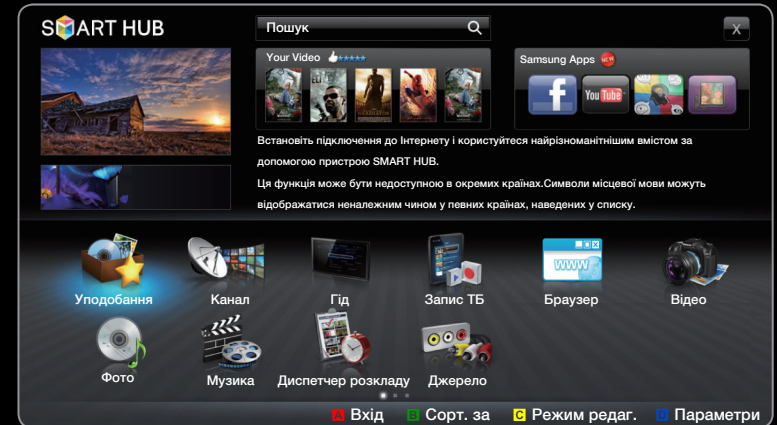 SMART HUB
Пошук
X
Your Video
Samsung Apps NEW
f
You Tube
Встановіть підключення до Інтернету і користуйтеся найрізноманітнішим вмістом за
допомогою пристрою SMART HUB.
Ця функція може бути недоступною в окремих країнах.Символи місцевої мови можуть
відображатися неналежним чином у певних країнах, наведених у списку.
www
Уподобання Канал Гід Запис ТБ Браузер Відео
Фото Музика Диспетчер розкладу Джерело
A Вхід B Сорт. за C Режим редаг. D Параметри